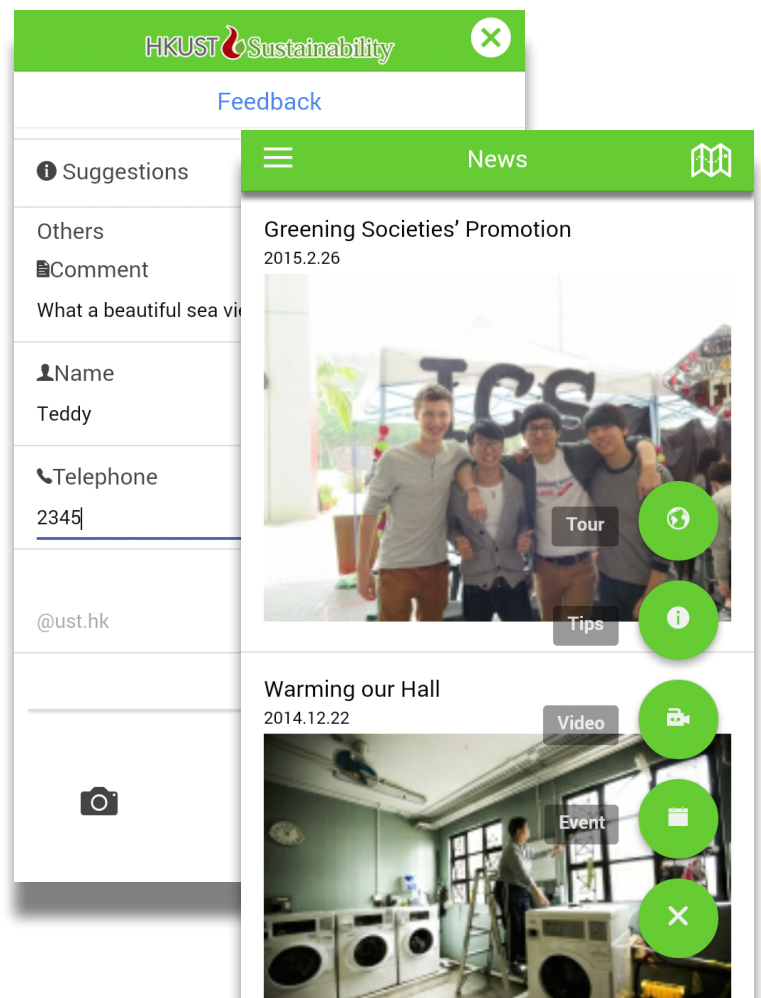 HKUST Sustainability
Feedback
Suggestions
Others
Comment
What a beautiful sea
Name
Teddy
Telephone
2345
@ust.hk
News
Greening Societies’ Promotion
2015.2.26
ICS
Tour
Tips
Warming our Hall
2014.12.22
Video
Event